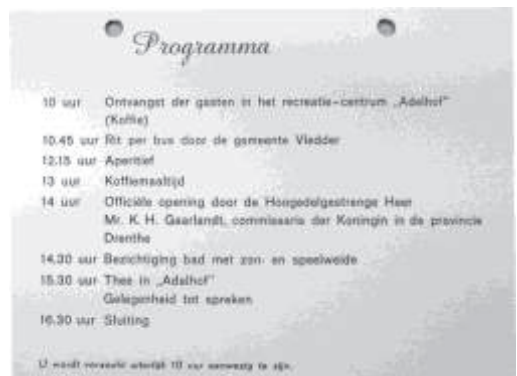 Programma
10 uur Ontvangst der gasten in het recreatie-centrum „Adelhof"
(Koffie)
10.45 uur Rit per bus door de gemeente Vledder
12.15 uur Aperitief
13 uur Koffiemaaltijd
14 uur Officiële opening door de Hoogedelgestrenge Heer
Mr. K. H. Gaarlandt, commissaris der Koningin in de provincie
Drenthe
14.30 uur Bezichtiging bad met zon- en speelweide
15.30 uur Thee in „Adelhof"
Gelegenheid tot spreken
16.30 uur Sluiting
U wordt verzocht uiterlijk 10 uur aanwezig te zijn.